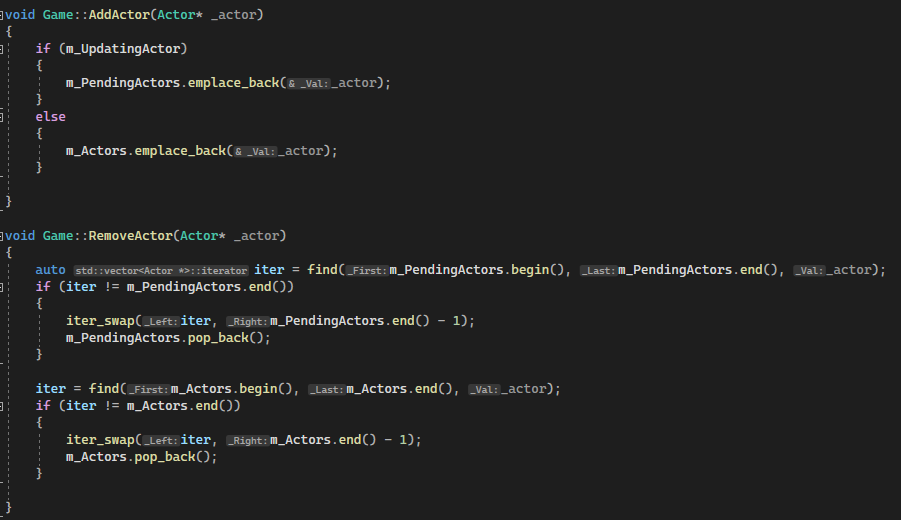 void Game::AddActor(Actor* _actor)
{
    if (m_UpdatingActor)
    {
        m_PendingActors.emplace_back(& _Val:_actor);
    }
    else
    {
        m_Actors.emplace_back(& _Val:_actor);
    }
}
void Game::RemoveActor(Actor* _actor)
{
    auto std::vector<Actor *>::iterator iter = find(_First:m_PendingActors.begin(), _Last:m_PendingActors.end(), _Val:_actor);
    if (iter != m_PendingActors.end())
    {
        iter_swap(_Left:iter, _Right:m_PendingActors.end() - 1);
        m_PendingActors.pop_back();
    }
    iter = find(_First:m_Actors.begin(), _Last:m_Actors.end(), _Val:_actor);
    if (iter != m_Actors.end())
    {
        iter_swap(_Left:iter, _Right:m_Actors.end() - 1);
        m_Actors.pop_back();
    }
}